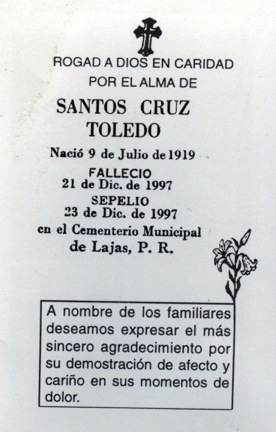 ROGAD A DIOS EN CARIDAD
POR EL ALMA DE
SANTOS CRUZ
TOLEDO
Nació 9 de Julio de 1919
FALLECIO
21 de Dic. de 1997
SEPELIO
23 de Dic. de 1997
en el Cementerio Municipal
de Lajas, P. R.
A nombre de los familiares
deseamos expresar el más
sincero agradecimiento por
su demostración de afecto y
cariño en sus momentos de
dolor.